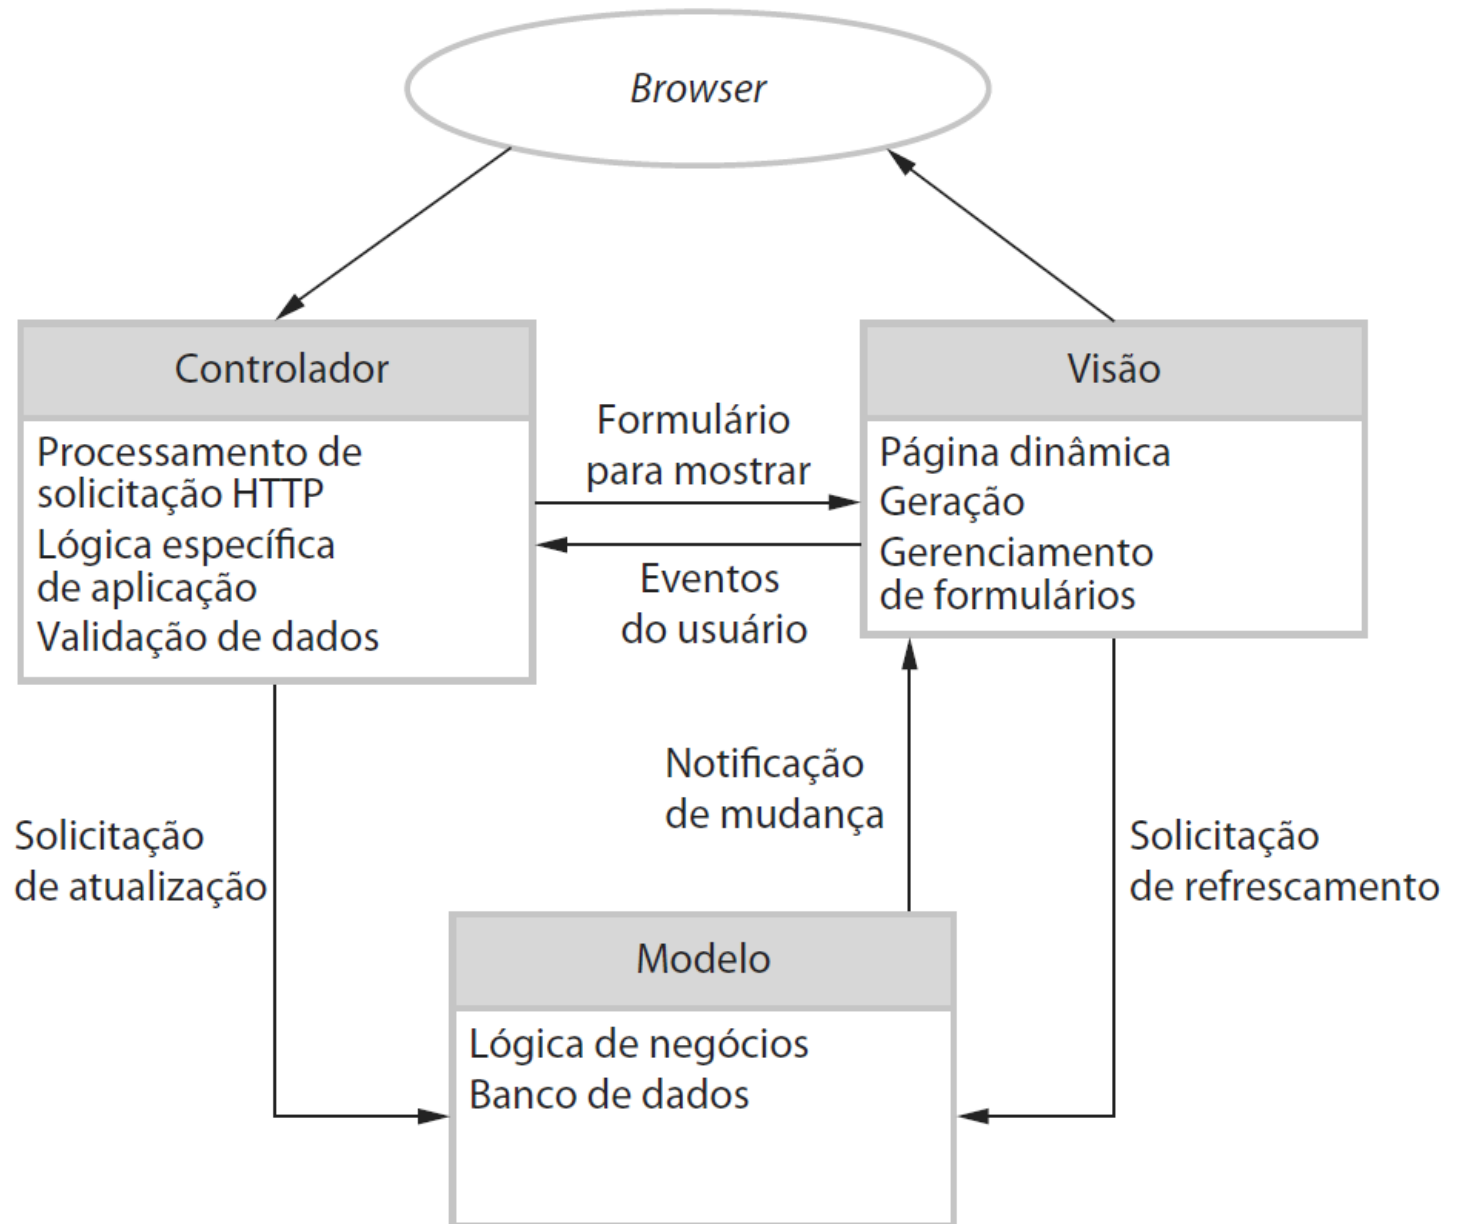 Browser
Controlador
Processamento de
solicitação HTTP
Lógica específica
de aplicação
Validação de dados
Formulário
para mostrar
Eventos
do usuário
Visão
Página dinâmica
Geração
Gerenciamento
de formulários
Solicitação
de atualização
Notificação
de mudança
Solicitação
de refrescamento
Modelo
Lógica de negócios
Banco de dados